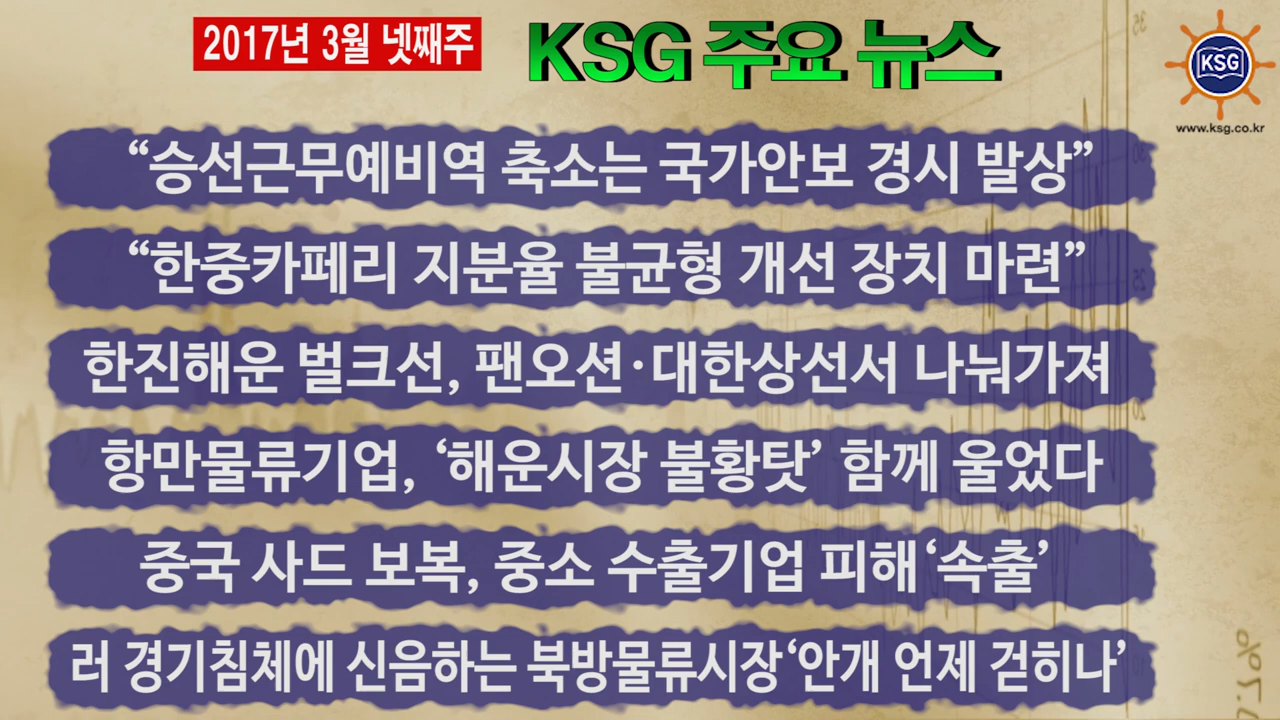 2017년 3월 넷째주
KSG 주요 뉴스
KSG
www.ksg.co.kr
“승선근무예비역 축소는 국가안보 경시 발상”
“한중카페리 지분율 불균형 개선 장치 마련”
한진해운 벌크선, 팬오션·대한상선서 나눠가져
항만물류기업, ‘해운시장 불황탓’ 함께 울었다
중국 사드 보복, 중소 수출기업 피해 ‘속출’
러 경기침체에 신음하는 북방물류시장 ‘안개 언제 걷히나’